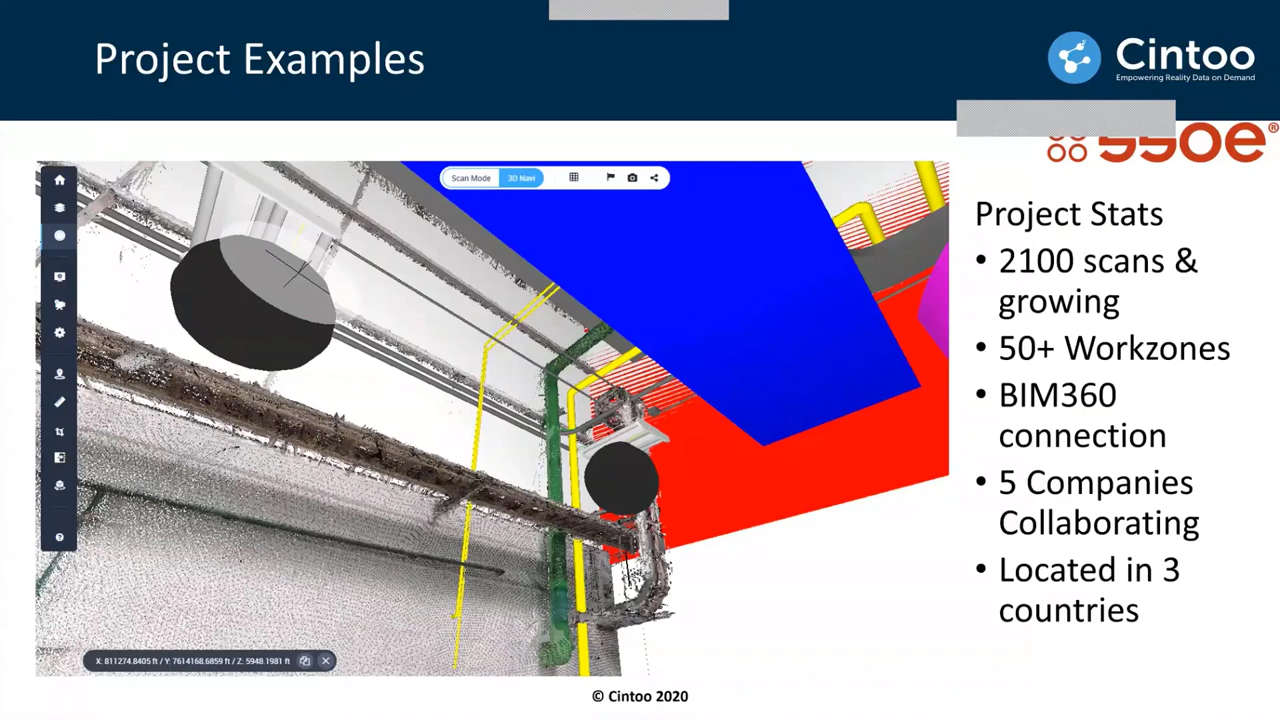 Project Examples
Cintoo
Empowering Reality Data on Demand
SSOE®
Scan Mode
3D Navi
Project Stats
• 2100 scans &
growing
• 50+ Workzones
• BIM360
connection
• 5 Companies
Collaborating
• Located in 3
countries
X: 811274.8405 ft / Y: 7614168.6859 ft / Z: 5948.1981 ft
© Cintoo 2020